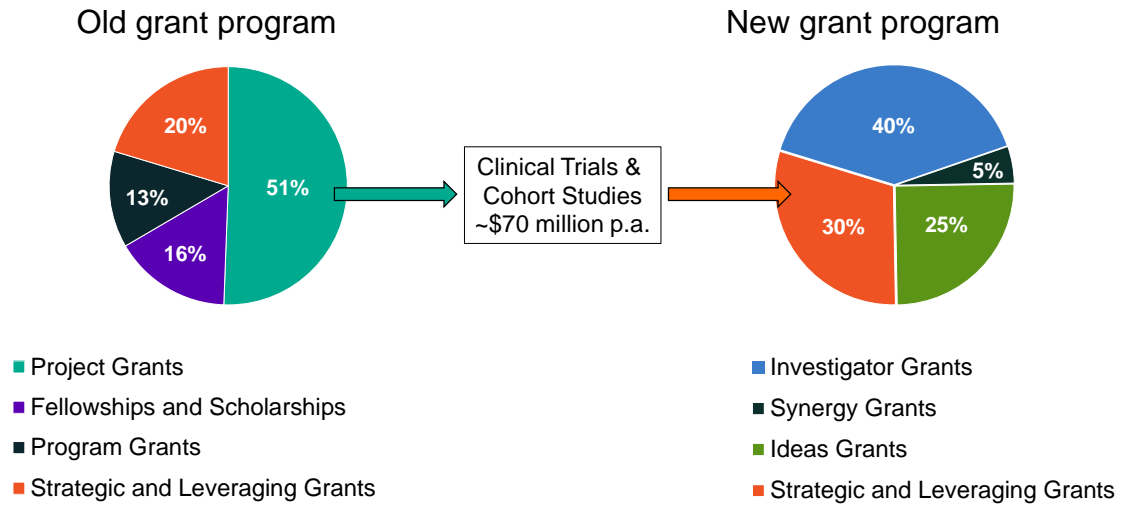 Old grant program
New grant program
20%
51%
13%
16%
Clinical Trials &
Cohort Studies
~$70 million p.a.
40%
5%
30%
25%
Project Grants
Fellowships and Scholarships
Program Grants
Strategic and Leveraging Grants
Investigator Grants
Synergy Grants
Ideas Grants
Strategic and Leveraging Grants